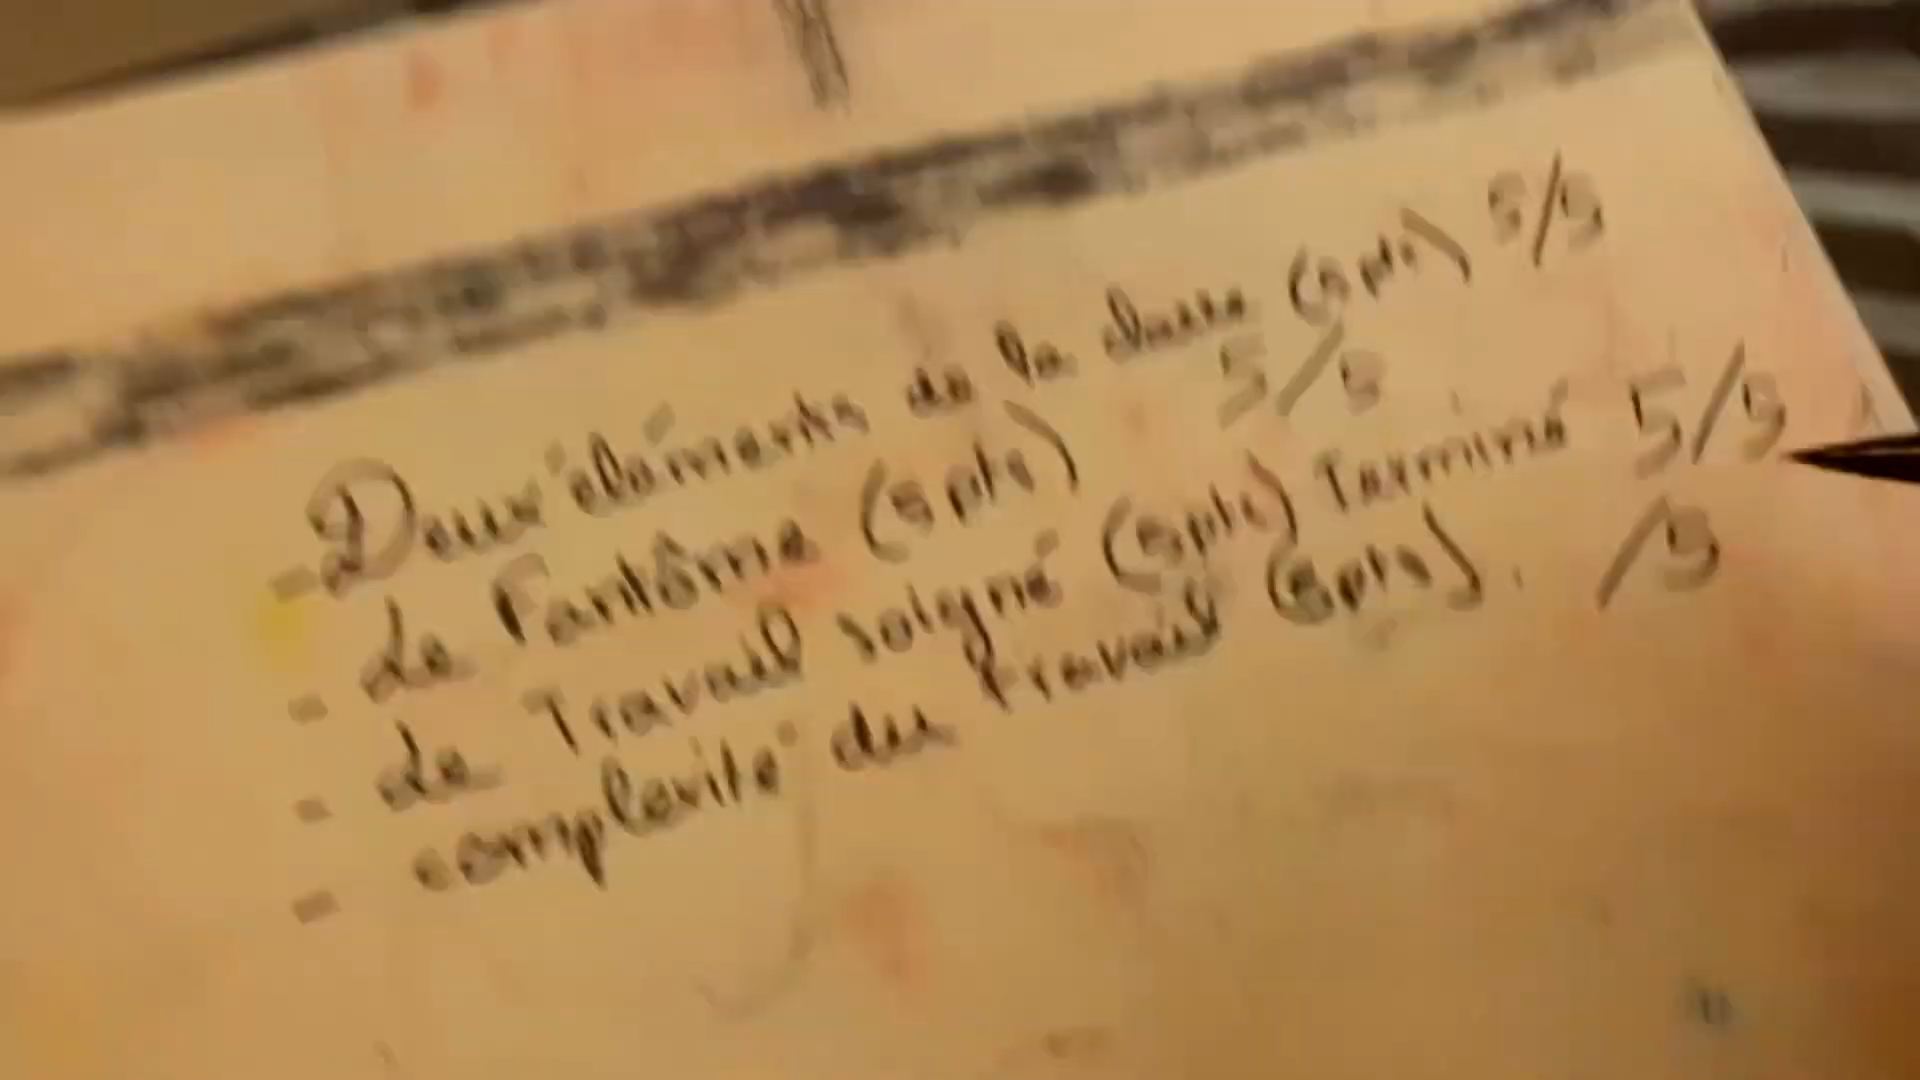 - Deux élements de la classe (5 pts) 5/5
- Le Fantôme (5 pts) 5/5
- Le Travail soigné (5 pts) Terminé 5/5
- complexité du travail (5 pts). /5